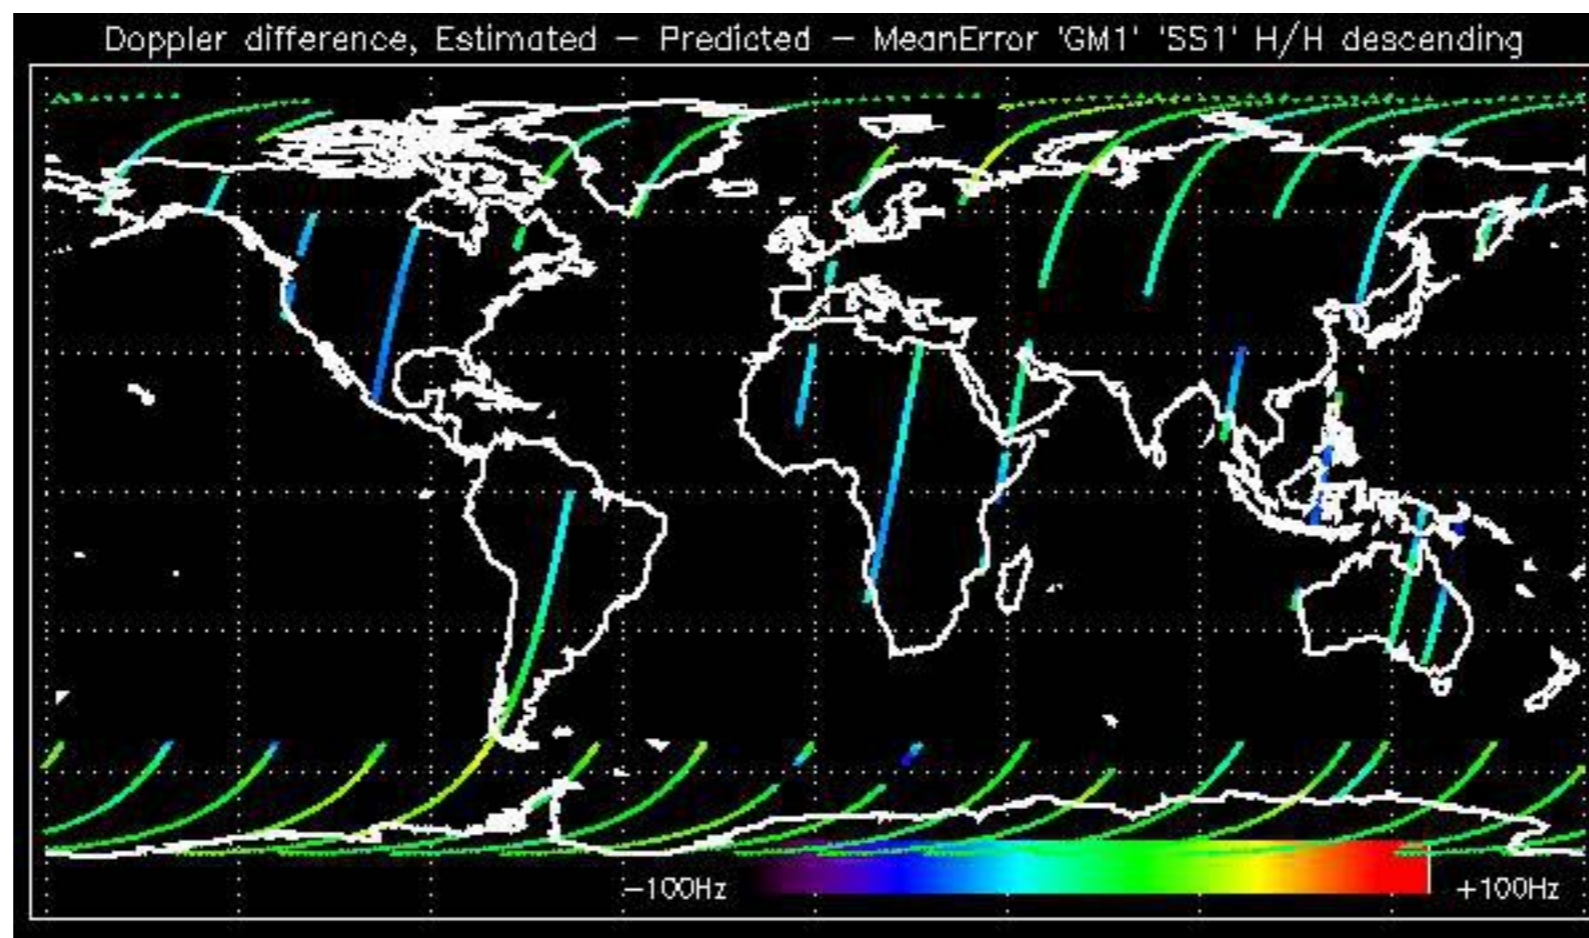 Doppler difference, Estimated - Predicted - MeanError 'GM1' 'SS1' H/H descending
-100Hz +100Hz